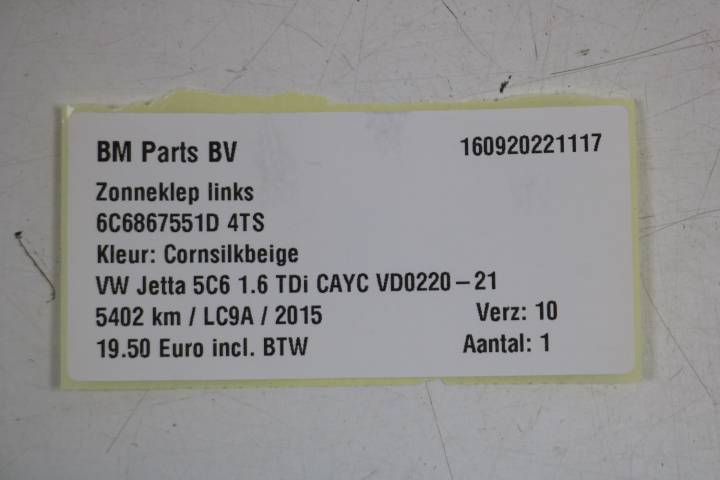 BM Parts BV 160920221117
Zonneklep links
6C6867551D 4TS
Kleur: Cornsilkbeige
VW Jetta 5C6 1.6 TDi CAYC VD0220-21
5402 km / LC9A / 2015 Verz: 10
19.50 Euro incl. BTW Aantal: 1